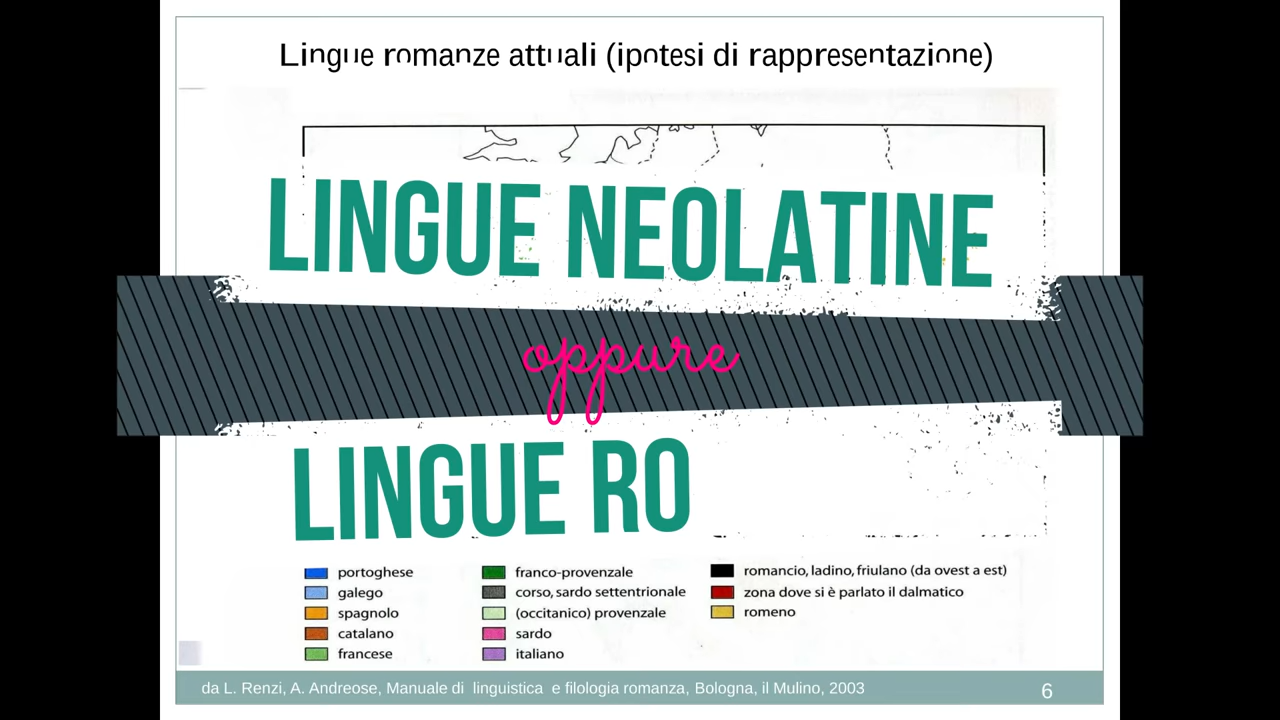 Lingue romanze attuali (ipotesi di rappresentazione)
LINGUE NEOLATINE
oppure
LINGUE RO
portoghese
galego
spagnolo
catalano
francese
franco-provenzale
corso, sardo settentrionale
(occitanico) provenzale
sardo
italiano
romancio, ladino, friulano (da ovest a est)
zona dove si è parlato il dalmatico
romeno
da L. Renzi, A. Andreose, Manuale di linguistica e filologia romanza, Bologna, il Mulino, 2003
6